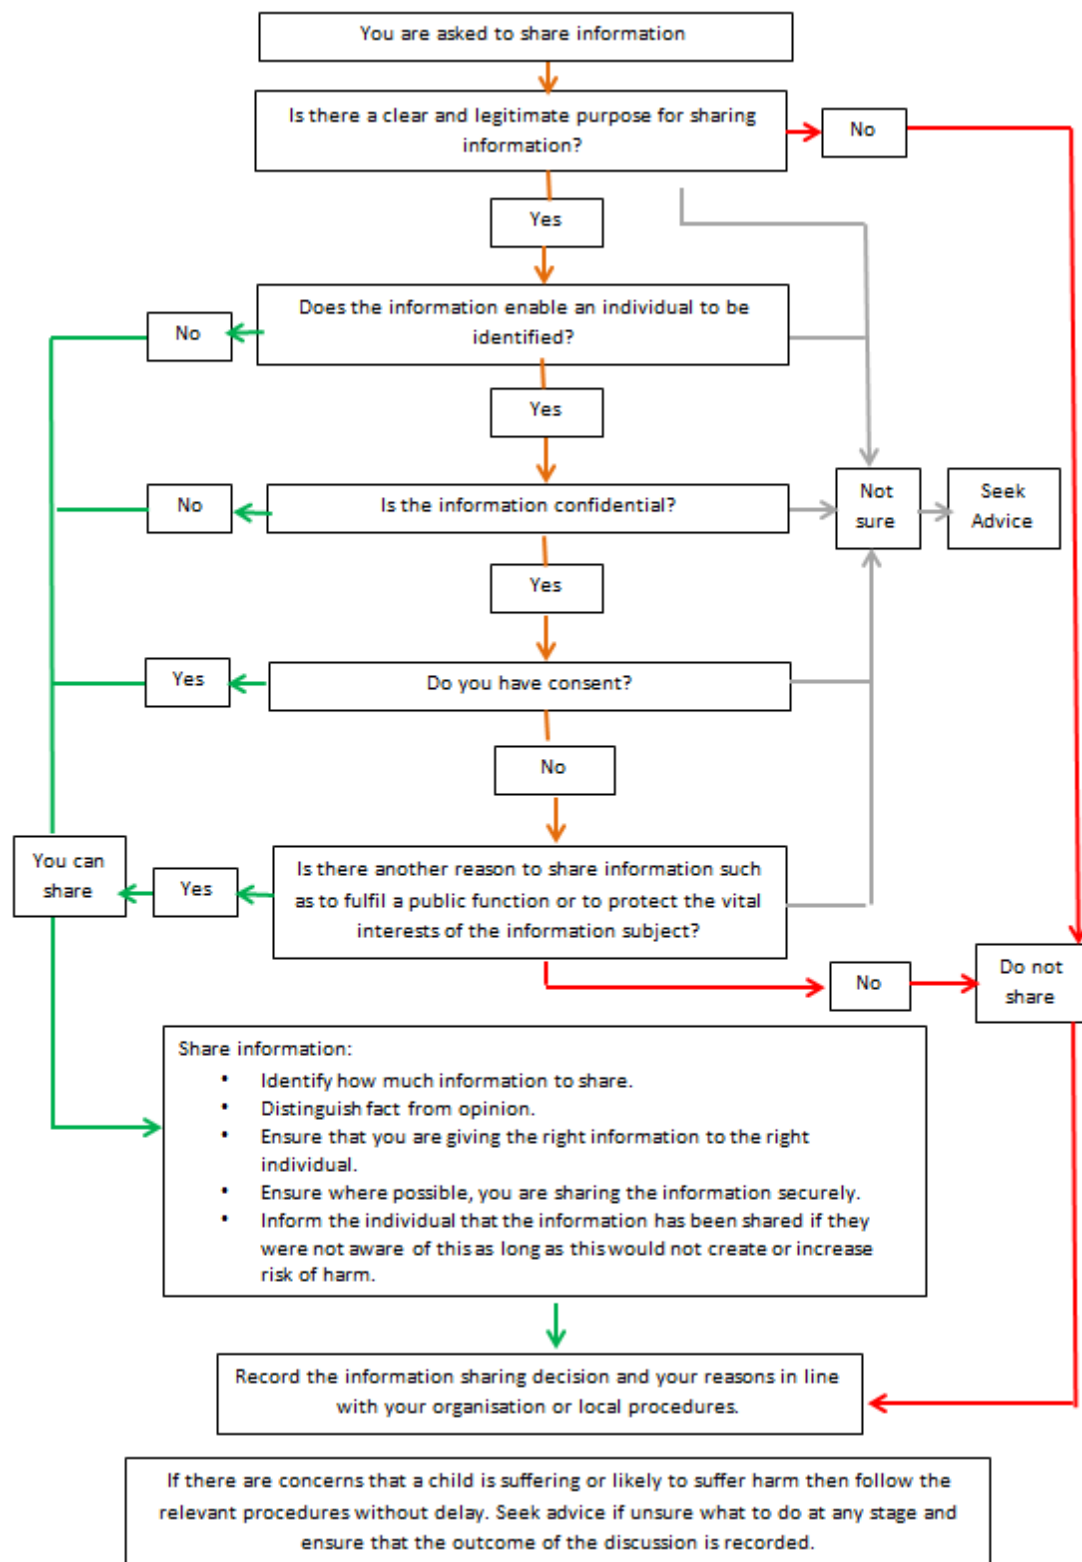 You are asked to share information
Is there a clear and legitimate purpose for sharing
information?
No
Yes
Does the information enable an individual to be
identified?
No
Yes
Is the information confidential?
No
Not
sure
Seek
Advice
Yes
Do you have consent?
Yes
No
Is there another reason to share information such
as to fulfil a public function or to protect the vital
interests of the information subject?
Yes
You can
share
No
Do not
share
Share information:
• Identify how much information to share.
• Distinguish fact from opinion.
• Ensure that you are giving the right information to the right
individual.
• Ensure where possible, you are sharing the information securely.
• Inform the individual that the information has been shared if they
were not aware of this as long as this would not create or increase
risk of harm.
Record the information sharing decision and your reasons in line
with your organisation or local procedures.
If there are concerns that a child is suffering or likely to suffer harm then follow the
relevant procedures without delay. Seek advice if unsure what to do at any stage and
ensure that the outcome of the discussion is recorded.